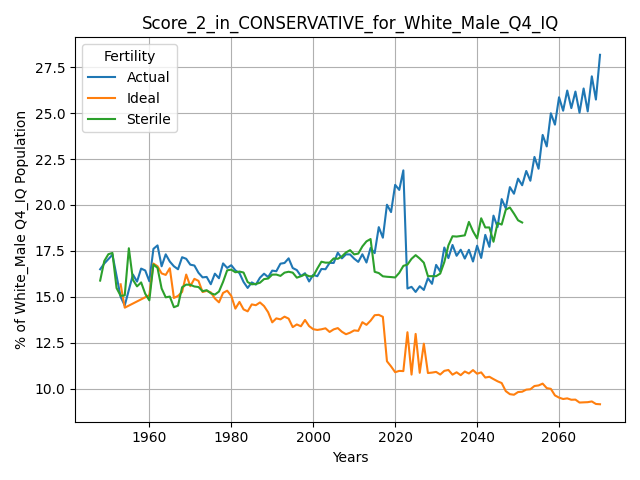 Score_2_in_CONSERVATIVE_for_White_Male_Q4_IQ
Fertility
Actual
Ideal
Sterile
% of White_Male Q4_IQ Population
27.5
25.0
22.5
20.0
17.5
15.0
12.5
10.0
1960 1980 2000 2020 2040 2060
Years